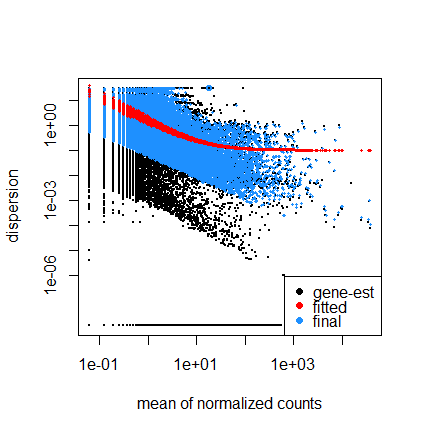 dispersion
1e+00
1e-03
1e-06
gene-est
fitted
final
1e-01 1e+01 1e+03
mean of normalized counts